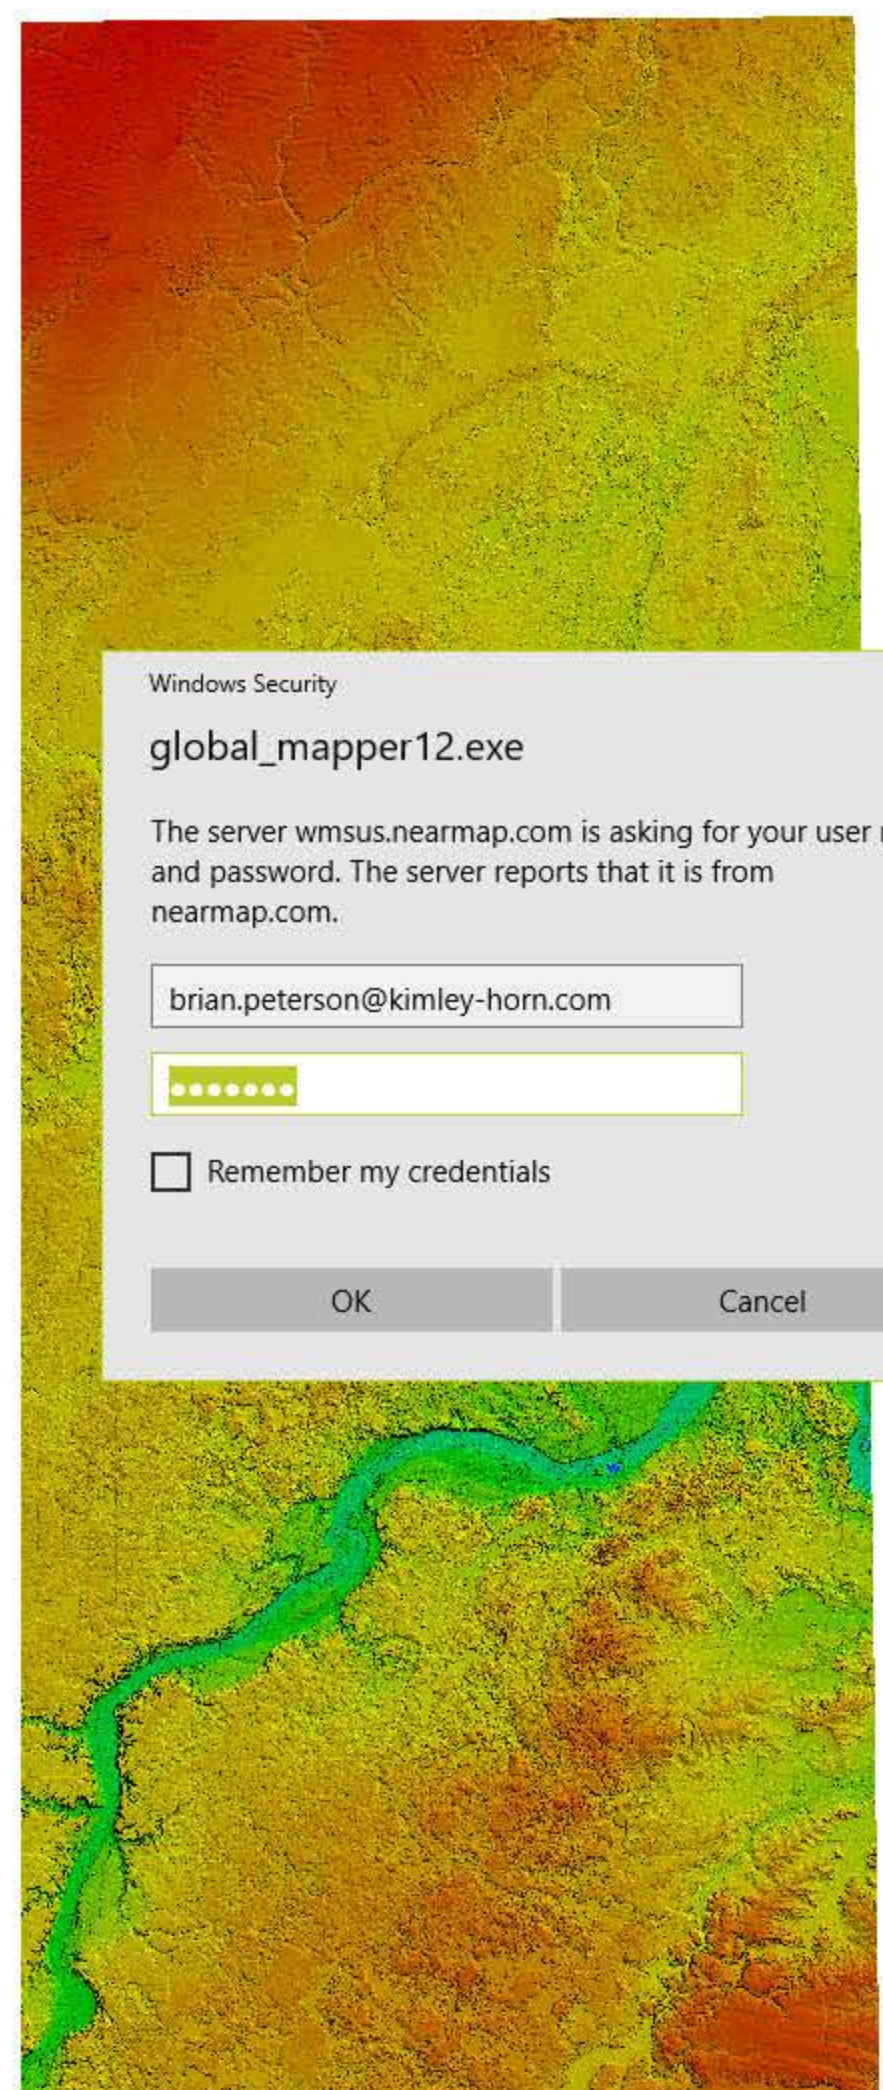 Windows Security
global_mapper12.exe
The server wmsus.nearmap.com is asking for your user
and password. The server reports that it is from
nearmap.com.
brian.peterson@kimley-horn.com
●●●●●●●
Remember my credentials
OK
Cancel